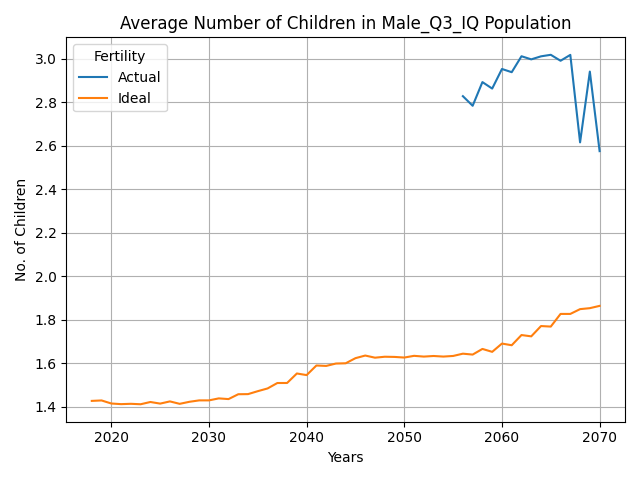 Average Number of Children in Male_Q3_IQ Population
Fertility
Actual
Ideal
No. of Children
3.0
2.8
2.6
2.4
2.2
2.0
1.8
1.6
1.4
2020 2030 2040 2050 2060 2070
Years